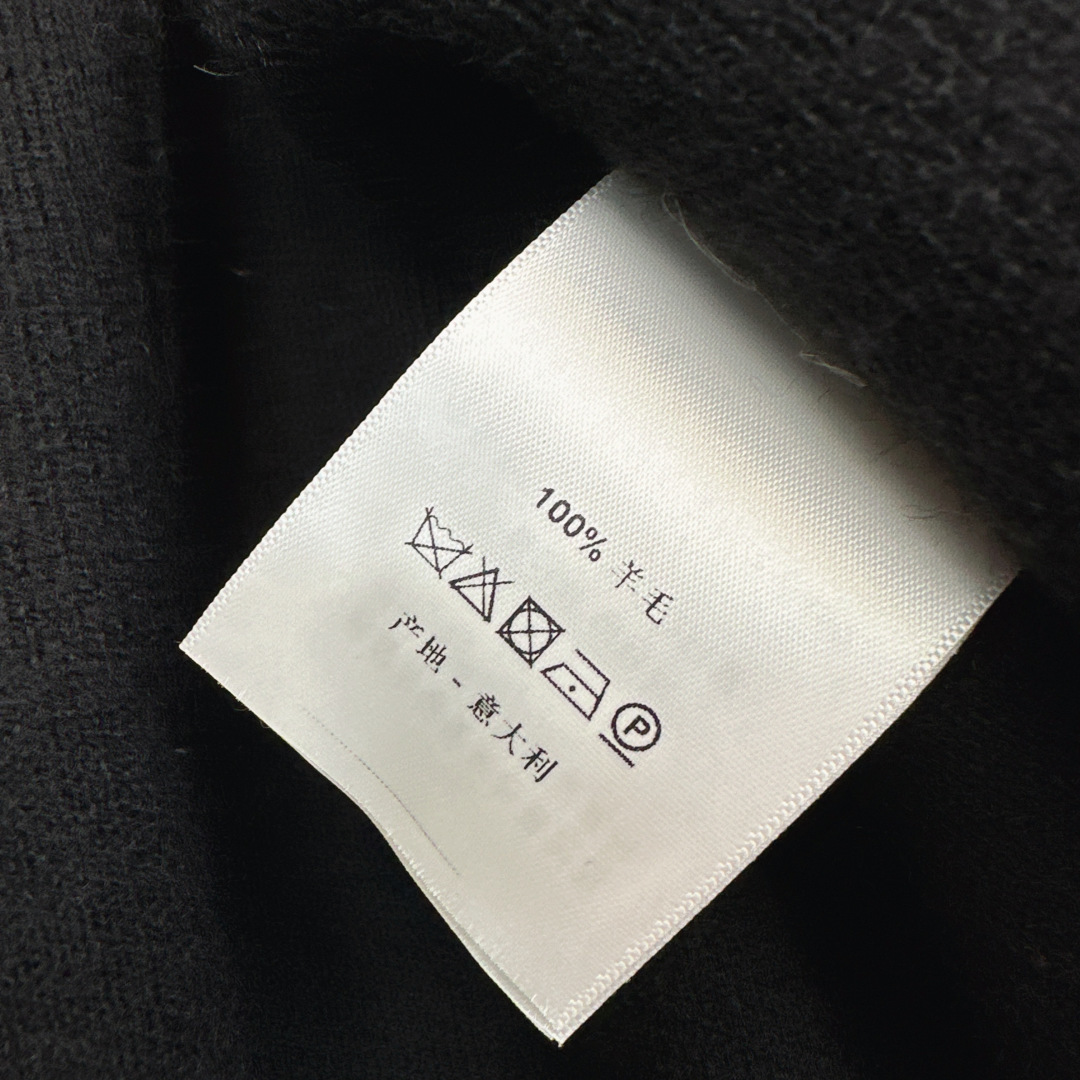 100% 羊毛
P
产地 - 意大利